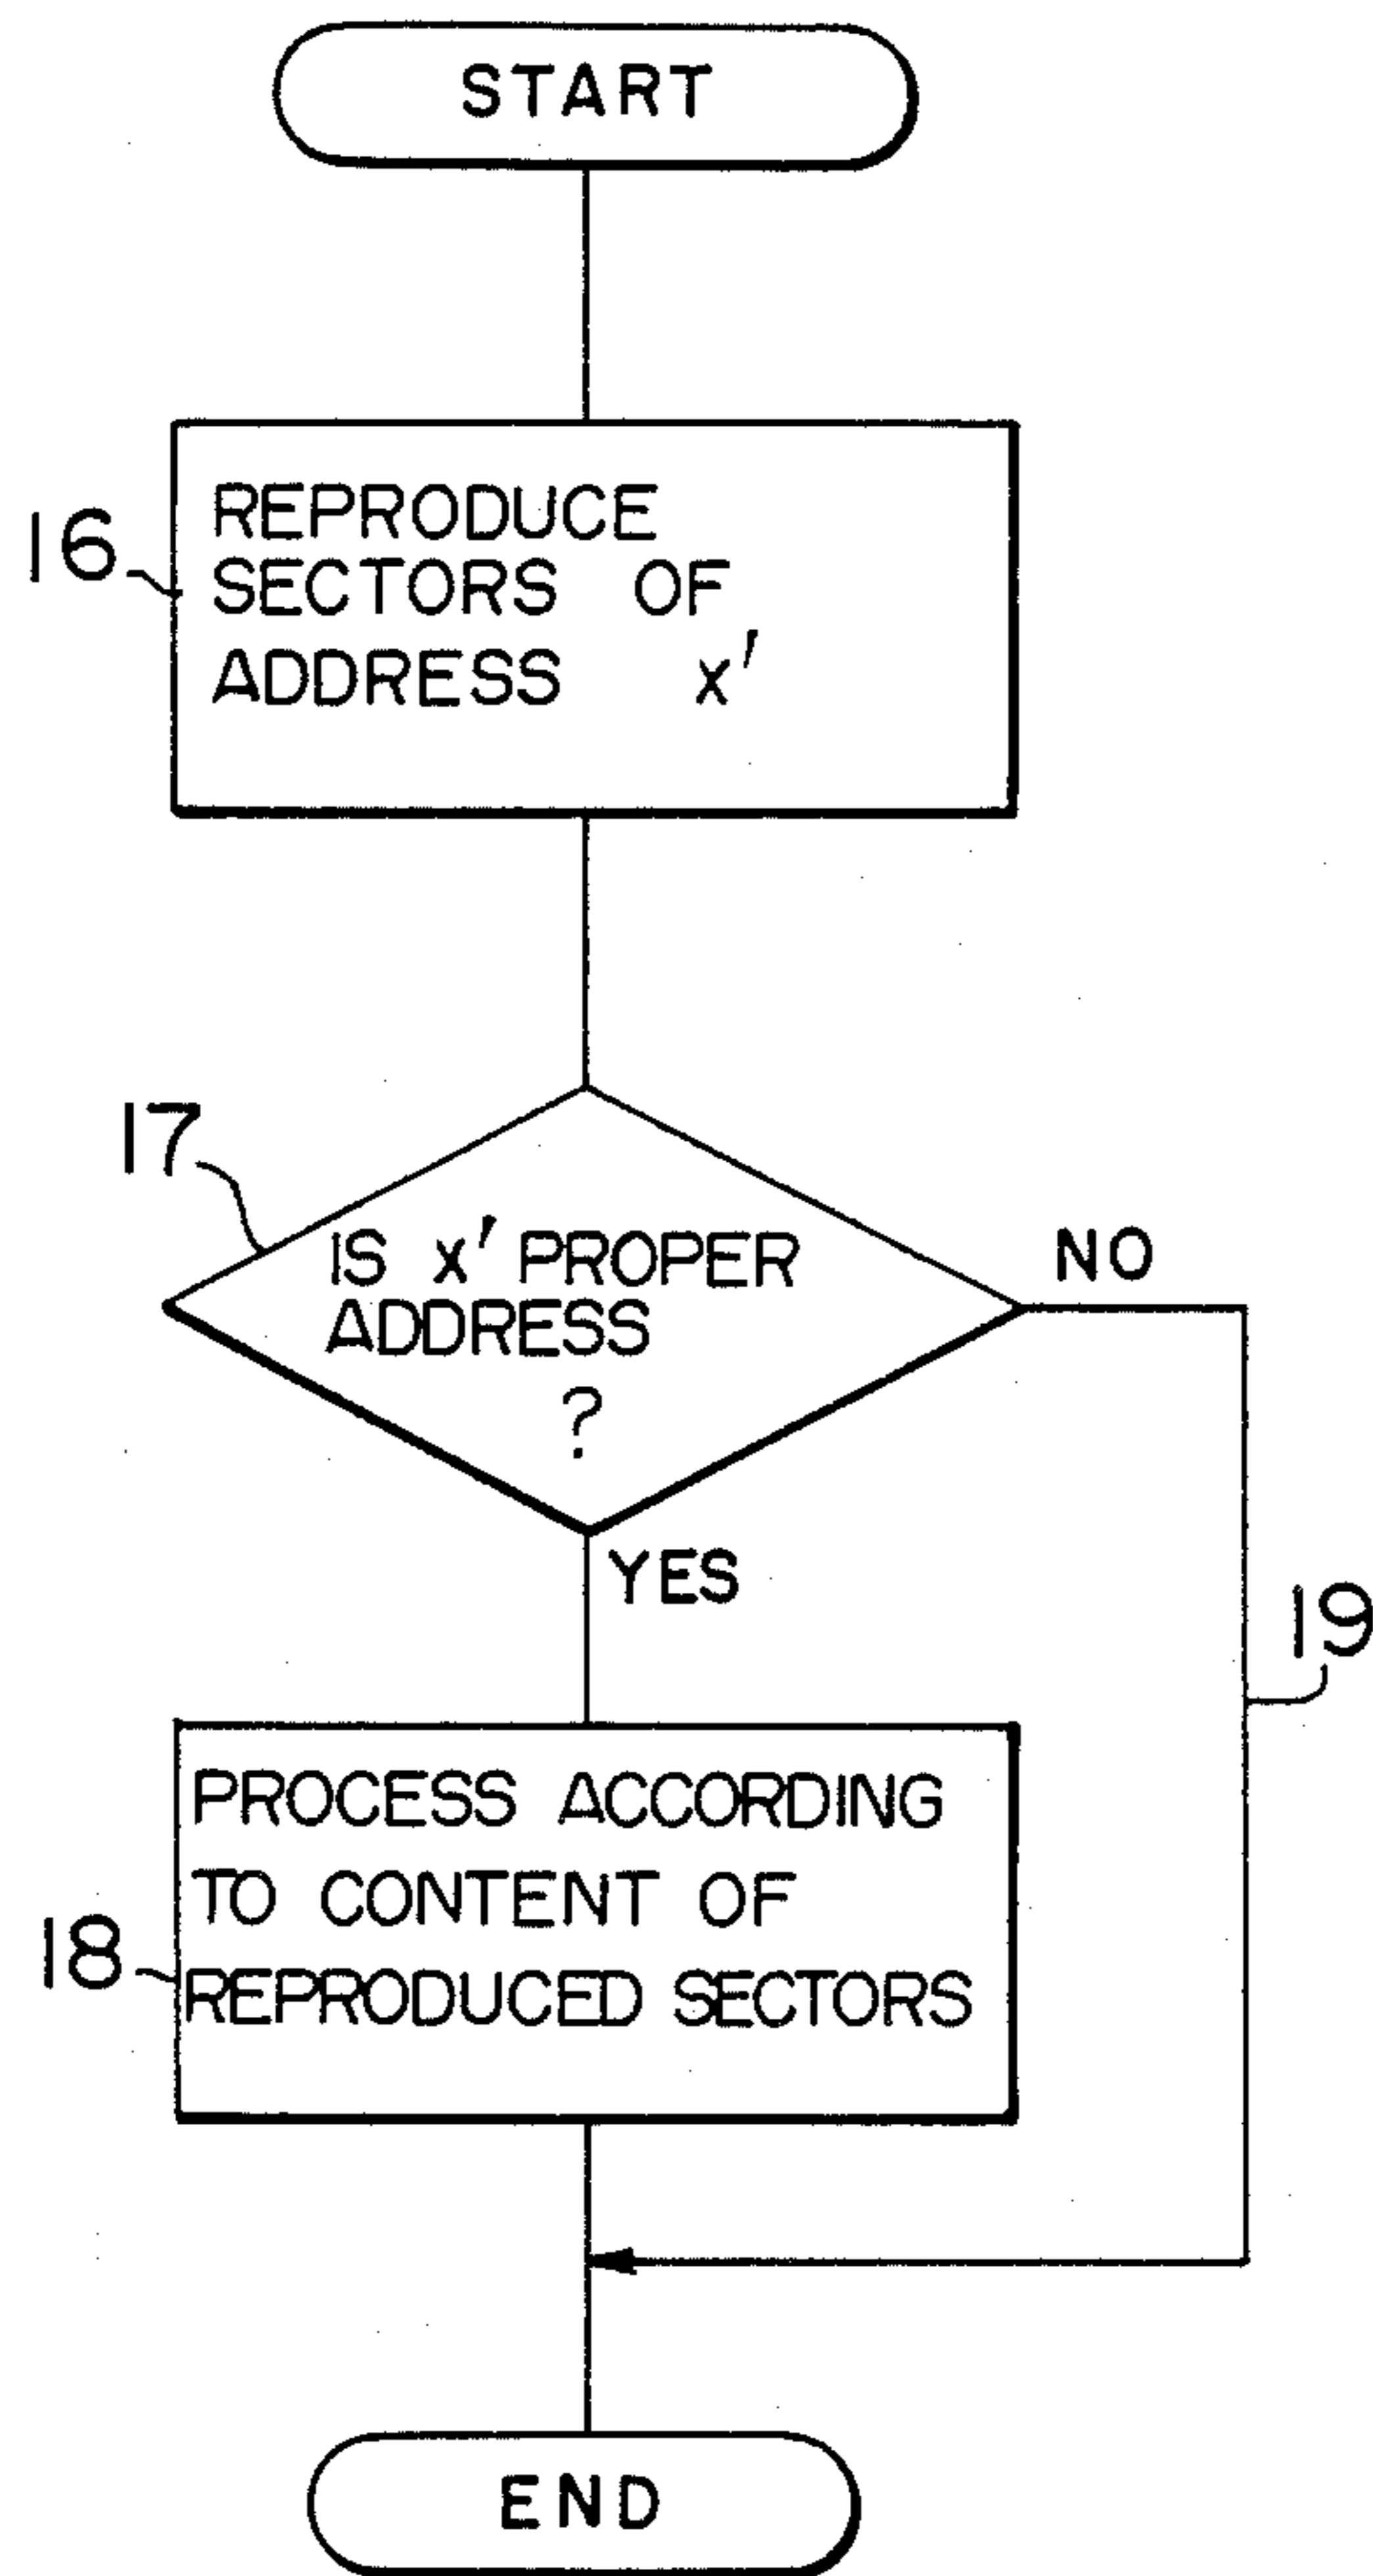 START
16
REPRODUCE
SECTORS OF
ADDRESS x'
17
IS x' PROPER
ADDRESS
?
NO
YES
19
PROCESS ACCORDING
TO CONTENT OF
REPRODUCED SECTORS
18
END